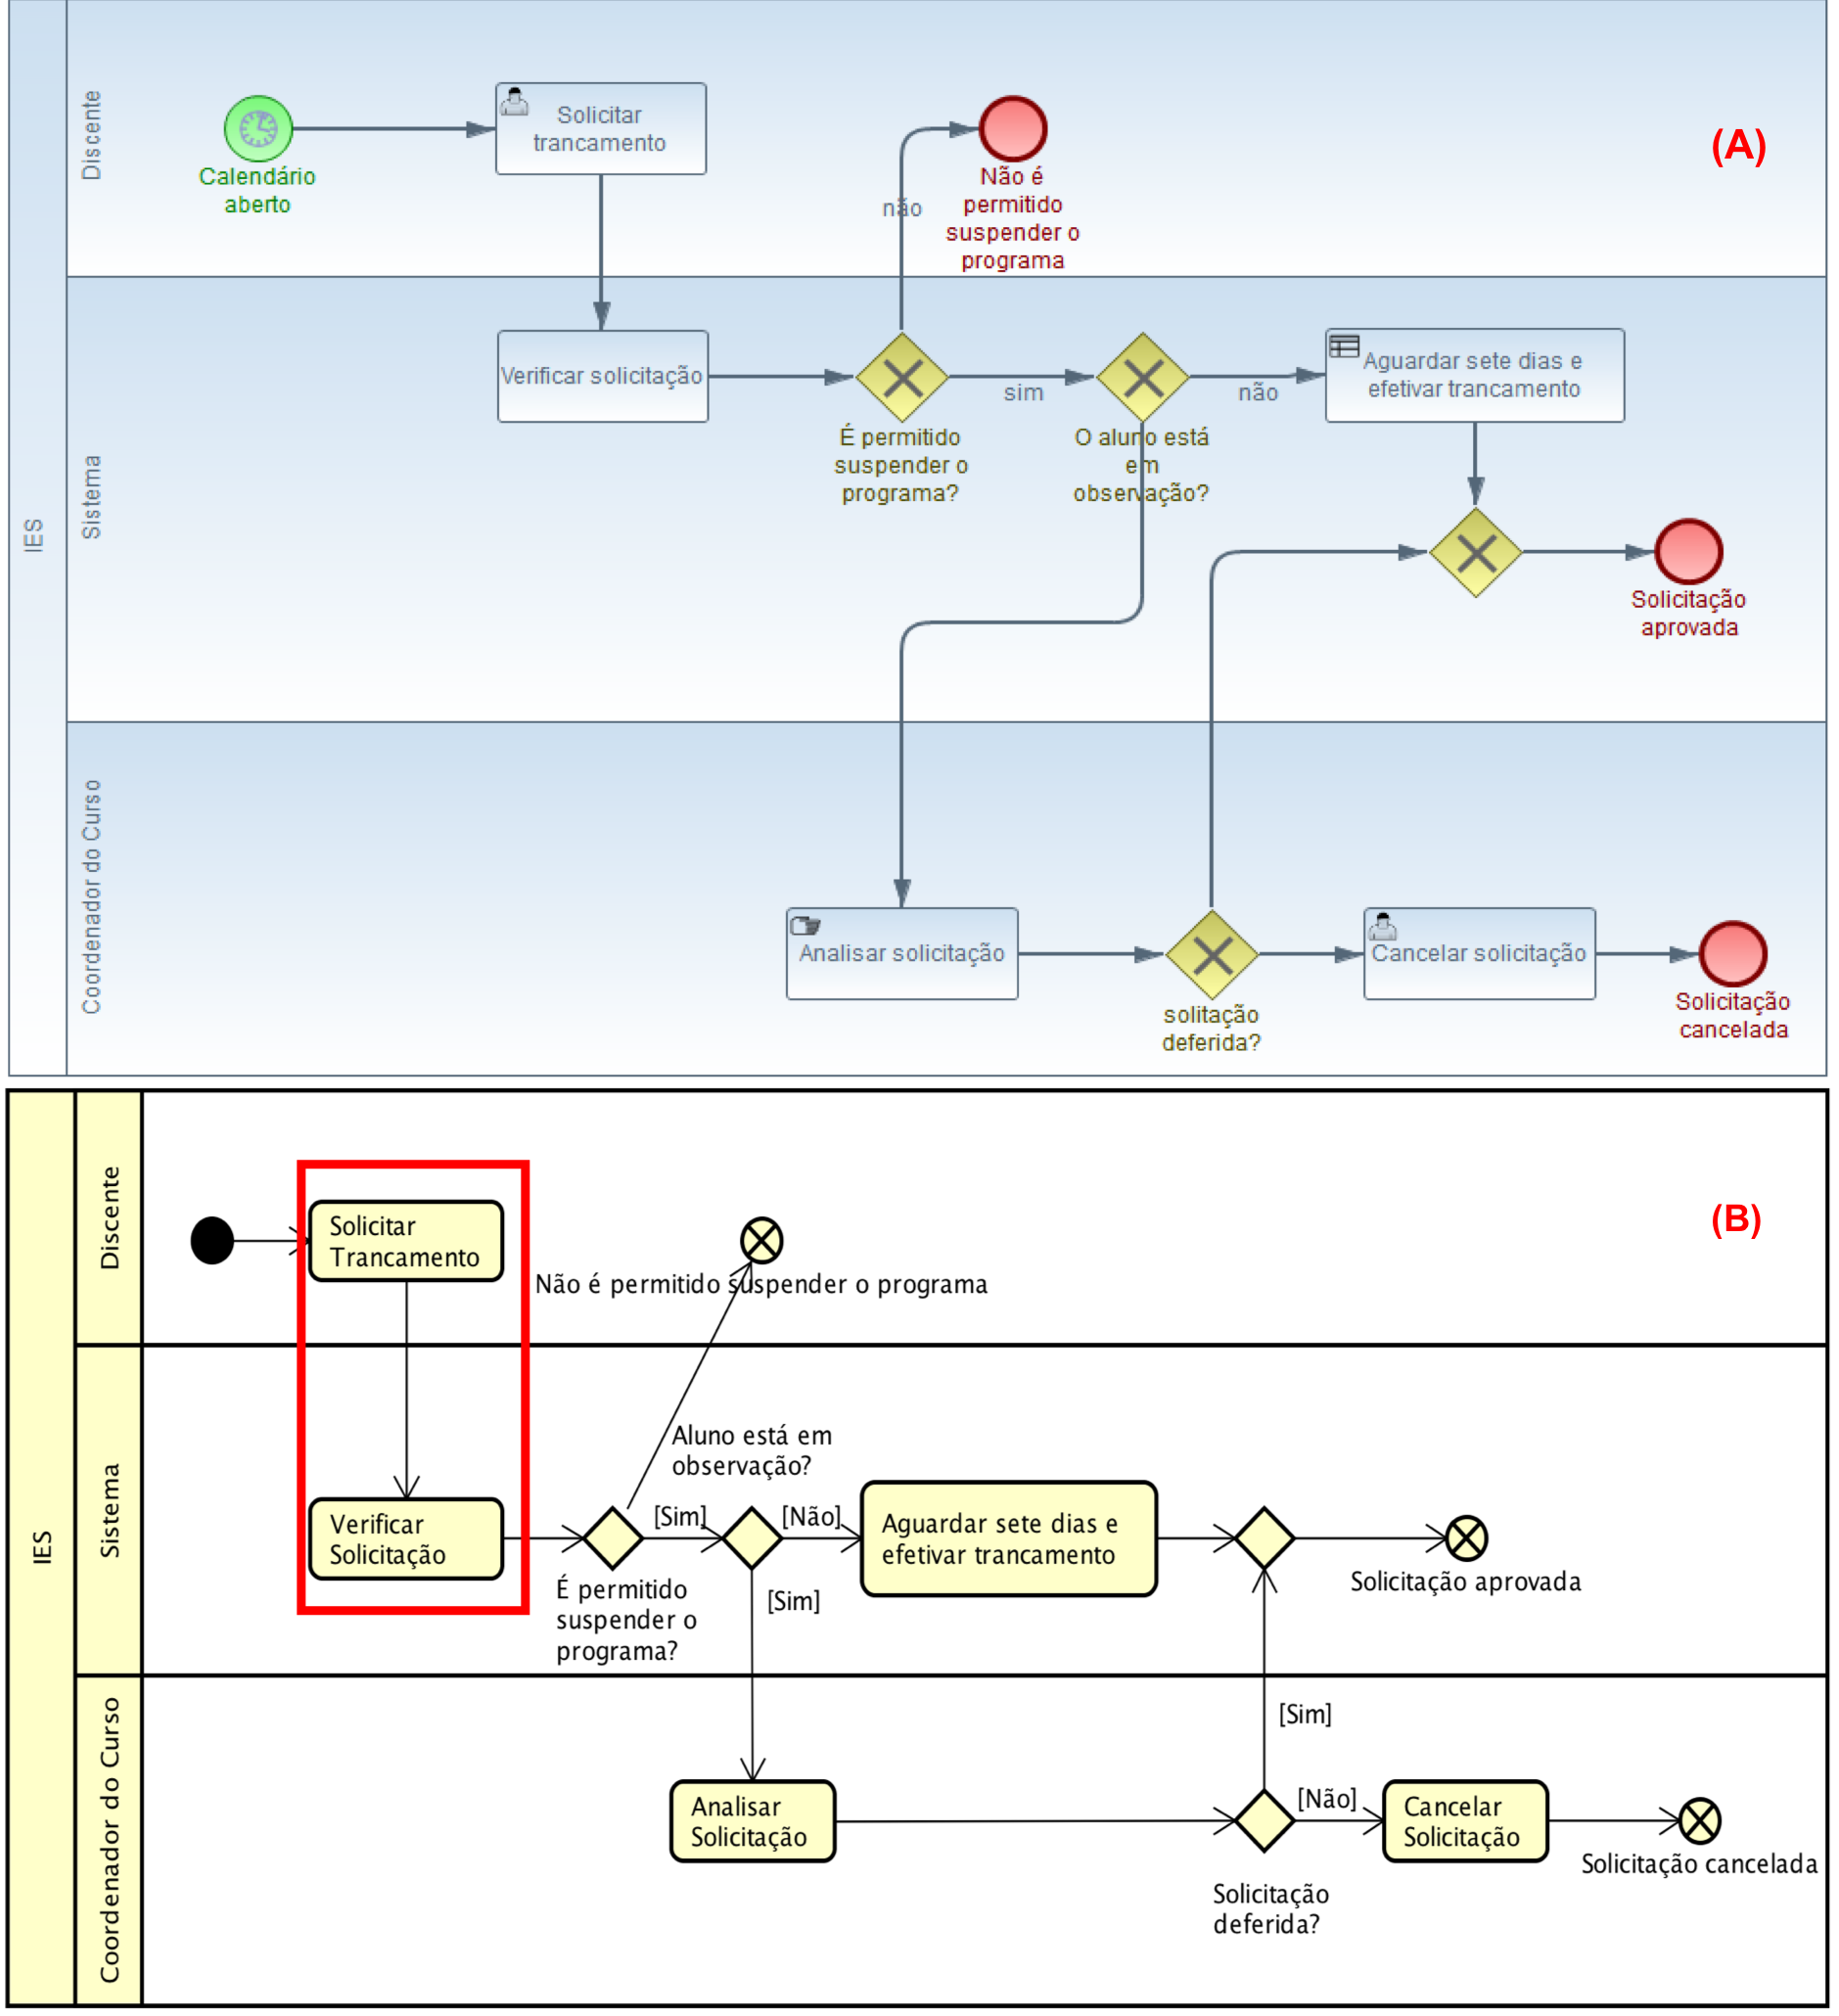 IES
Discente
Calendário
aberto
Solicitar
trancamento
não
Não é
permitido
suspender o
programa
(A)
Sistema
Verificar solicitação
É permitido
suspender o
programa?
sim
O aluno está
em
observação?
não
Aguardar sete dias e
efetivar trancamento
Solicitação
aprovada
Coordenador do Curso
Analisar solicitação
solitação
deferida?
Cancelar solicitação
Solicitação
cancelada
IES
Discente
Solicitar
Trancamento
Não é permitido suspender o programa
(B)
Sistema
Verificar
Solicitação
É permitido
suspender o
programa?
[Sim]
Aluno está em
observação?
[Não]
[Sim]
Aguardar sete dias e
efetivar trancamento
Solicitação aprovada
Coordenador do Curso
Analisar
Solicitação
[Sim]
[Não]
Solicitação
deferida?
Cancelar
Solicitação
Solicitação cancelada